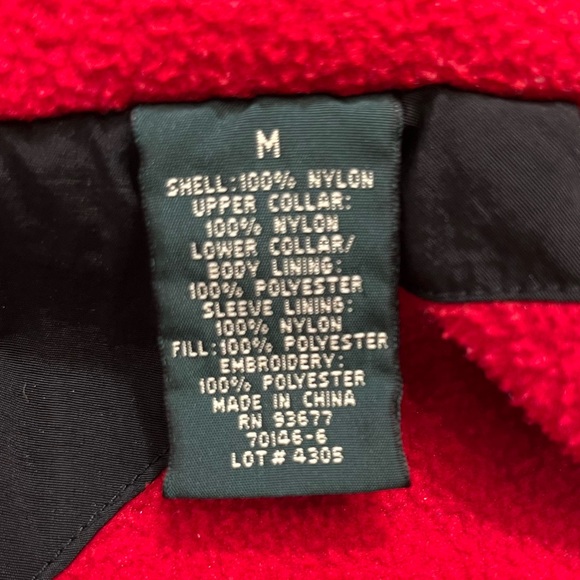 M
SHELL:100% NYLON
UPPER COLLAR:
100% NYLON
LOWER COLLAR/
BODY LINING:
100% POLYESTER
SLEEVE LINING:
100% NYLON
FILL:100% POLYESTER
EMBROIDERY:
100% POLYESTER
MADE IN CHINA
RN 93677
70146-6
LOT # 4305